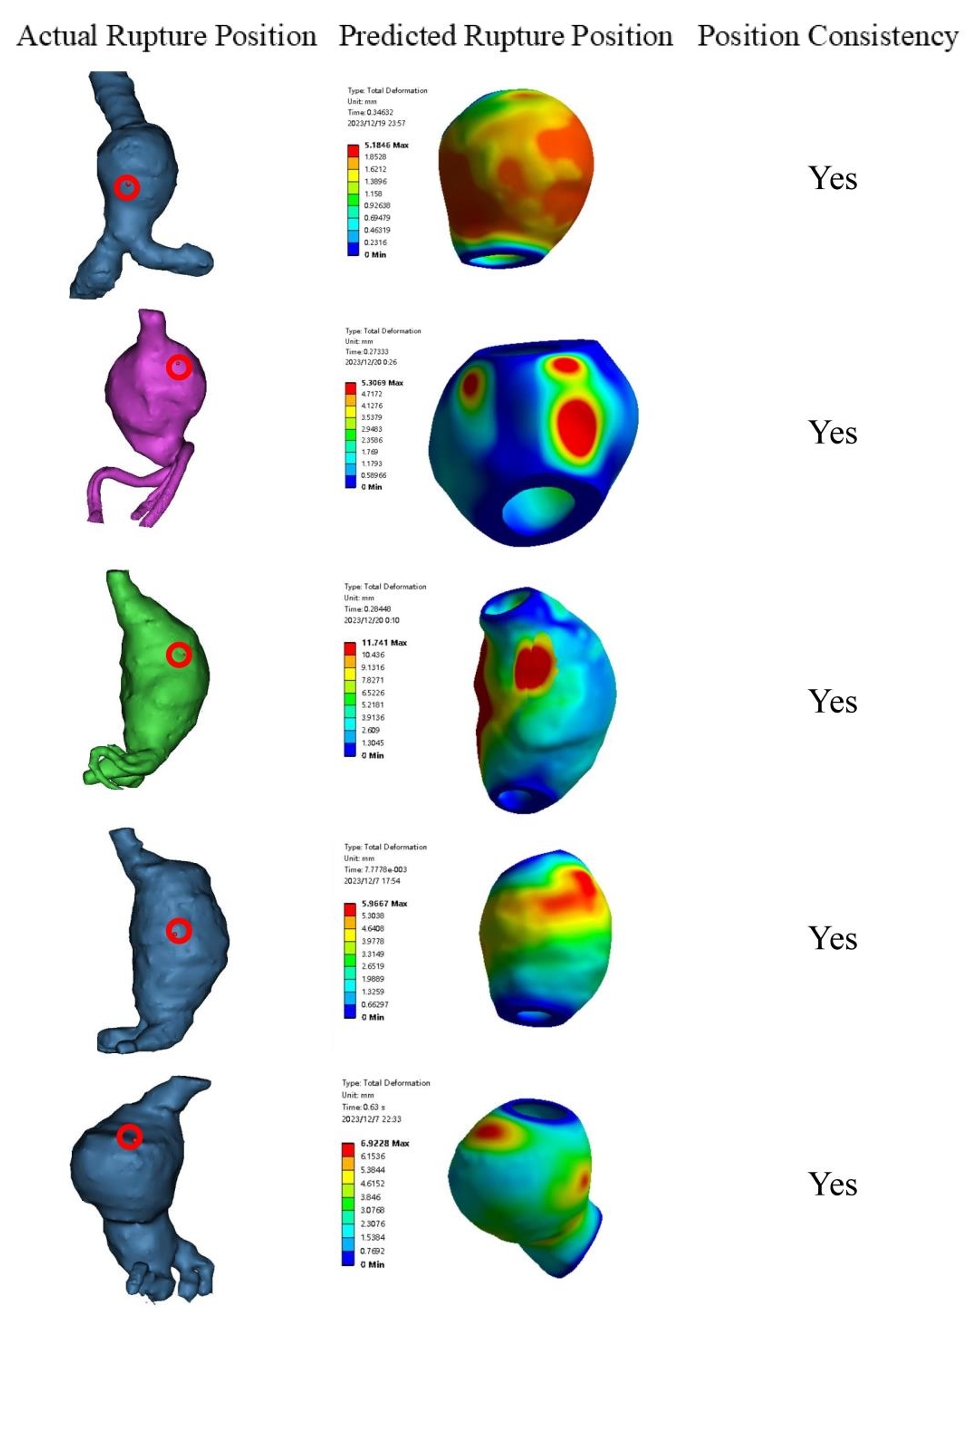 Actual Rupture Position Predicted Rupture Position Position Consistency
Type: Total Deformation
Unit: mm
Time: 0.34632
2023/12/19 23:57
5.1846 Max
1.8528
1.6212
1.3896
1.158
0.92638
0.69479
0.46319
0.2316
0 Min
Yes
Type: Total Deformation
Unit: mm
Time: 0.27333
2023/12/20 0:26
5.3069 Max
4.7172
4.1276
3.5379
2.9483
2.3586
1.769
1.1793
0.58966
0 Min
Yes
Type: Total Deformation
Unit: mm
Time: 0.28448
2023/12/20 0:10
11.741 Max
10.436
9.1316
7.8271
6.5226
5.2181
3.9136
2.609
1.3045
0 Min
Yes
Type: Total Deformation
Unit: mm
Time: 7.7778e-003
2023/12/7 17:54
5.9667 Max
5.3038
4.6408
3.9778
3.3149
2.6519
1.9889
1.3259
0.66297
0 Min
Yes
Type: Total Deformation
Unit: mm
Time: 0.63 s
2023/12/7 22:33
6.9228 Max
6.1536
5.3844
4.6152
3.846
3.0768
2.3076
1.5384
0.7692
0 Min
Yes